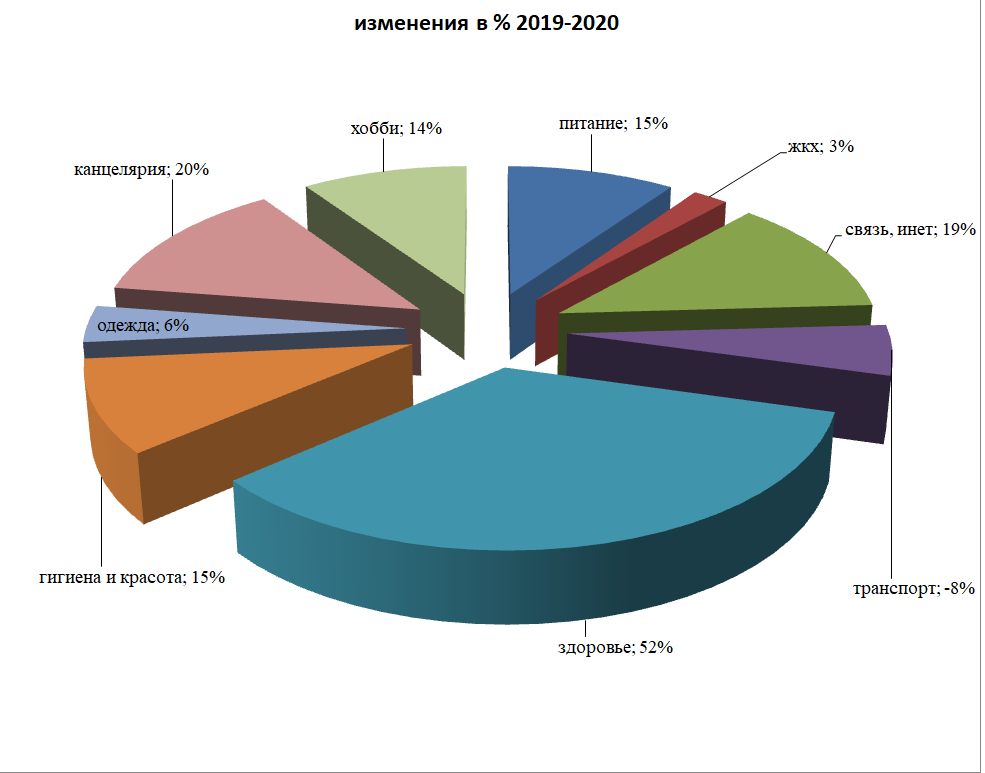 изменения в % 2019-2020
питание; 15%
хобби; 14%
жкх; 3%
канцелярия; 20%
связь, инет; 19%
одежда; 6%
гигиена и красота; 15%
транспорт; -8%
здоровье; 52%